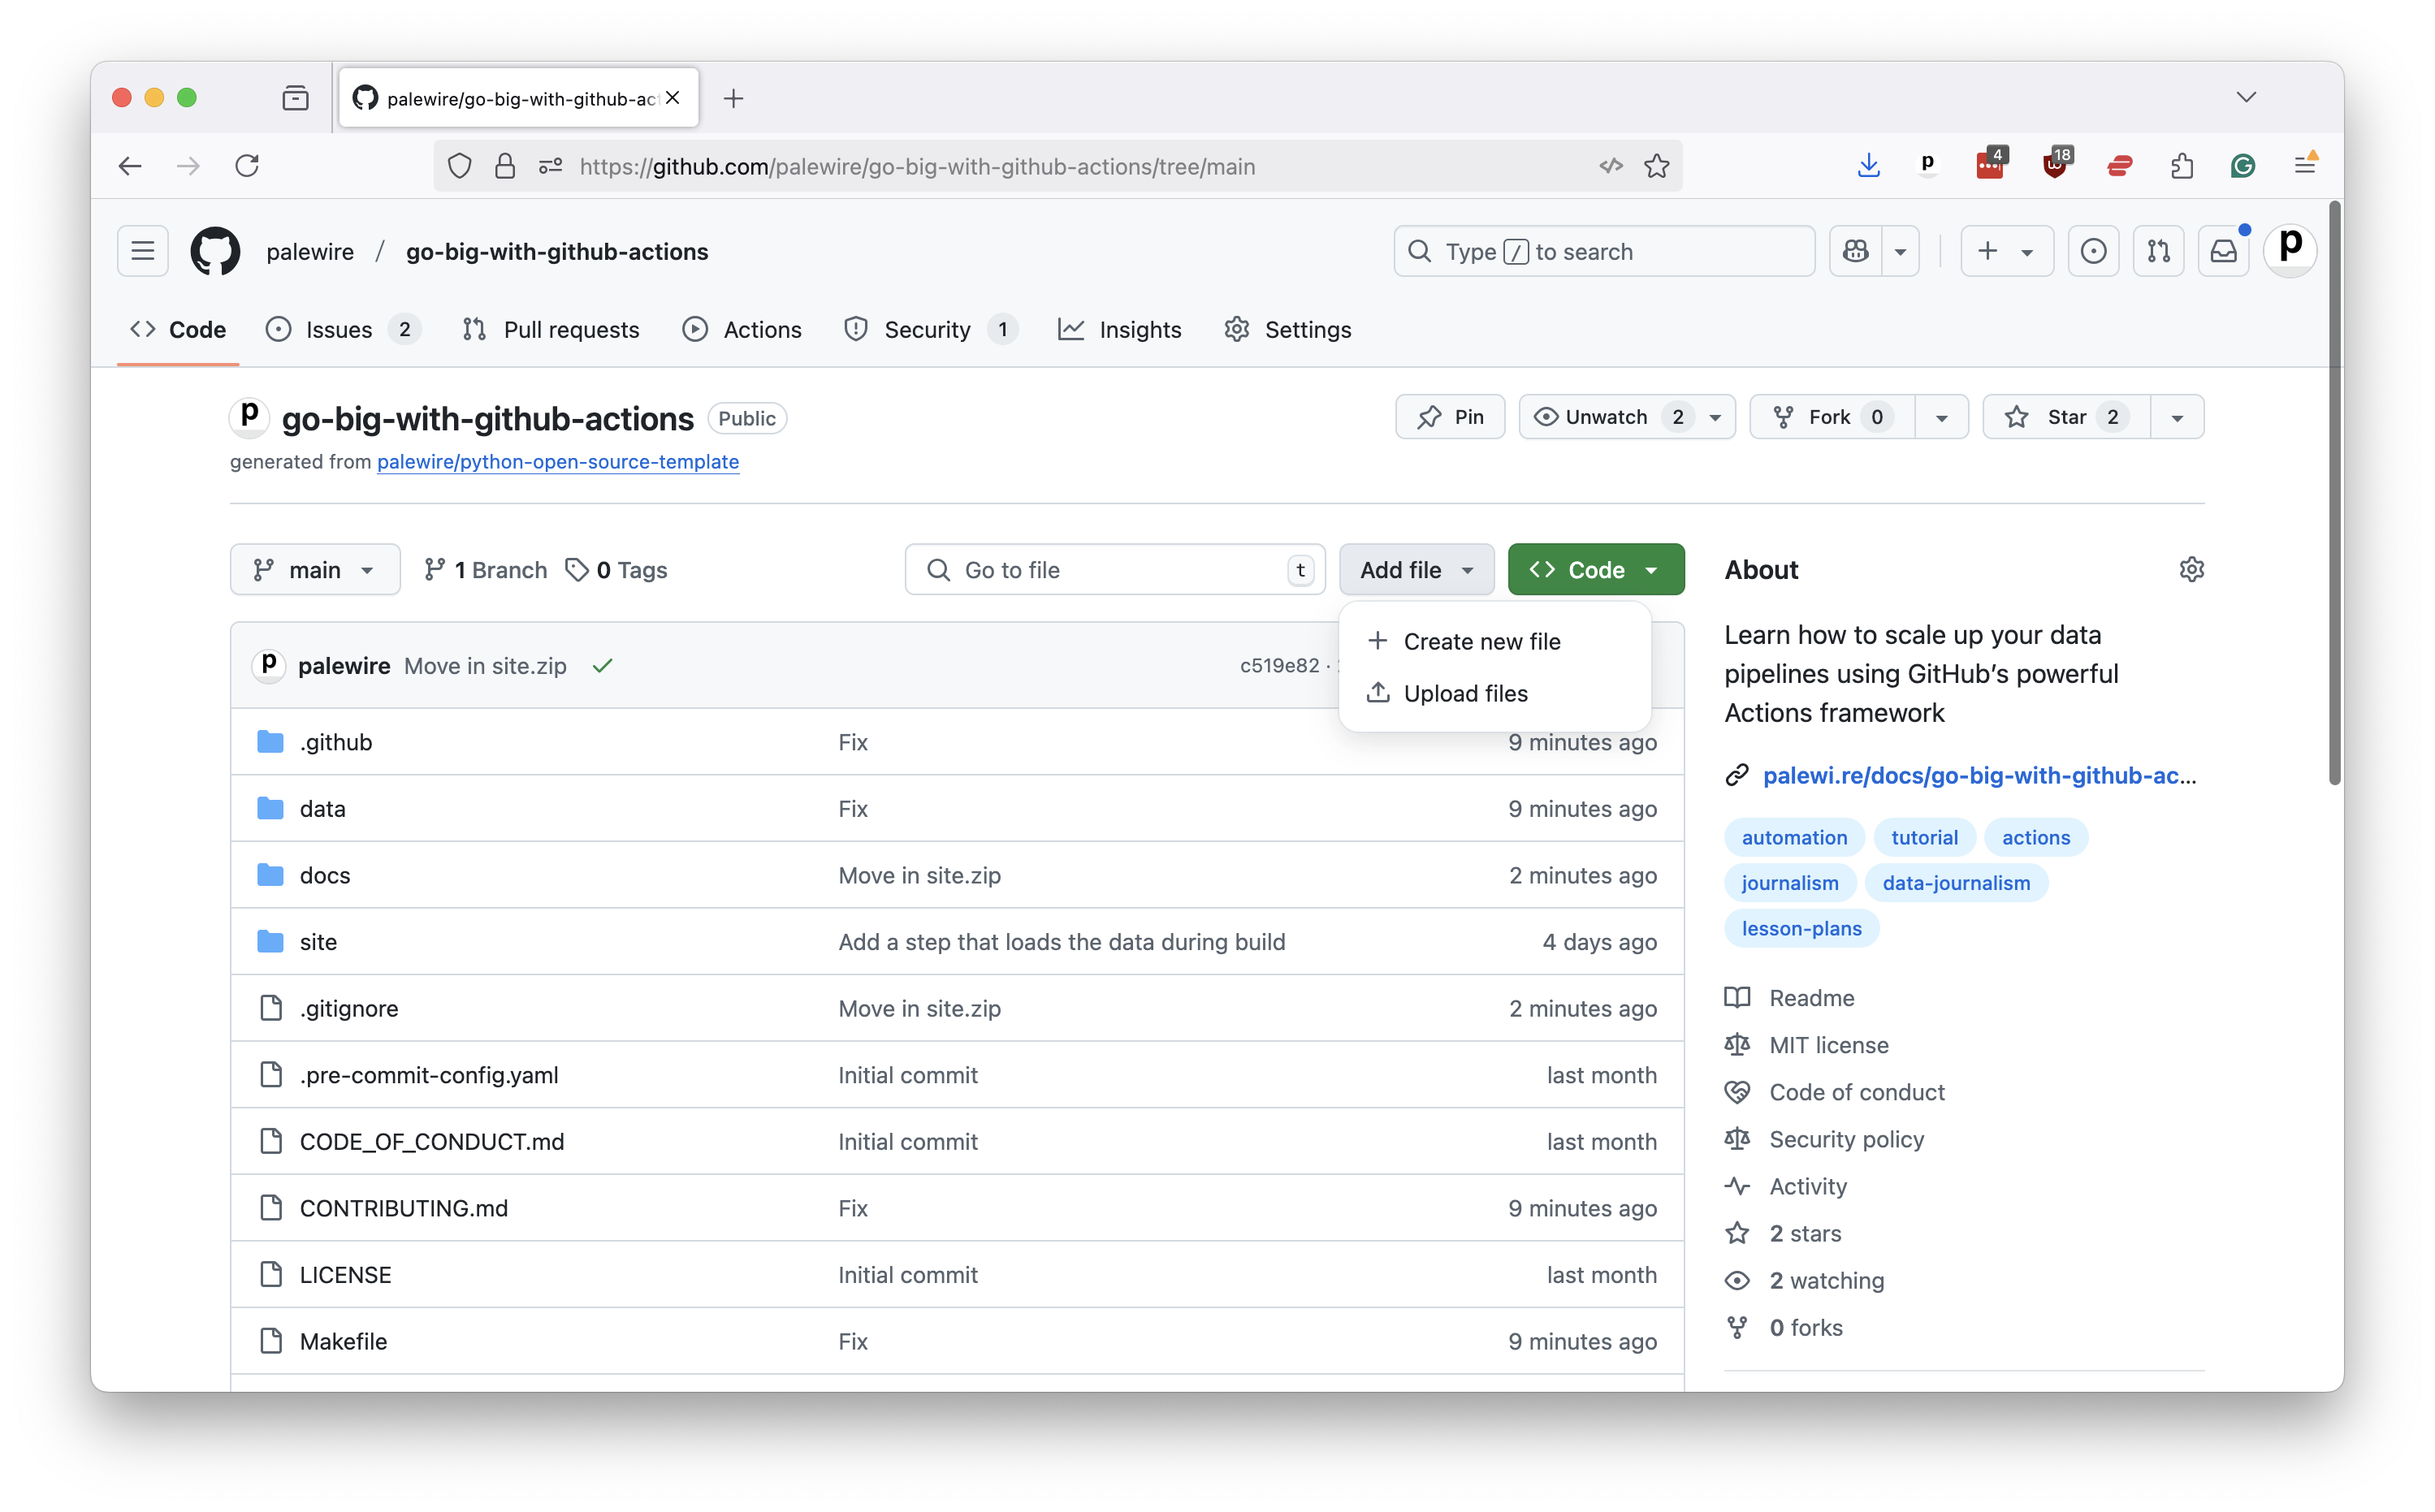 palewire/go-big-with-github-ac
https://github.com/palewire/go-big-with-github-actions/tree/main
4
18
palewire / go-big-with-github-actions
Type / to search
Code
Issues 2
Pull requests
Actions
Security 1
Insights
Settings
p go-big-with-github-actions Public
Pin
Unwatch 2
Fork 0
Star 2
generated from palewire/python-open-source-template
main
1 Branch
0 Tags
Go to file t
Add file
Code
Create new file
Upload files
p palewire Move in site.zip c519e82 ·
.github Fix 9 minutes ago
data Fix 9 minutes ago
docs Move in site.zip 2 minutes ago
site Add a step that loads the data during build 4 days ago
.gitignore Move in site.zip 2 minutes ago
.pre-commit-config.yaml Initial commit last month
CODE_OF_CONDUCT.md Initial commit last month
CONTRIBUTING.md Fix 9 minutes ago
LICENSE Initial commit last month
Makefile Fix 9 minutes ago
About
Learn how to scale up your data
pipelines using GitHub’s powerful
Actions framework
palewi.re/docs/go-big-with-github-ac...
automation tutorial actions
journalism data-journalism
lesson-plans
Readme
MIT license
Code of conduct
Security policy
Activity
2 stars
2 watching
0 forks